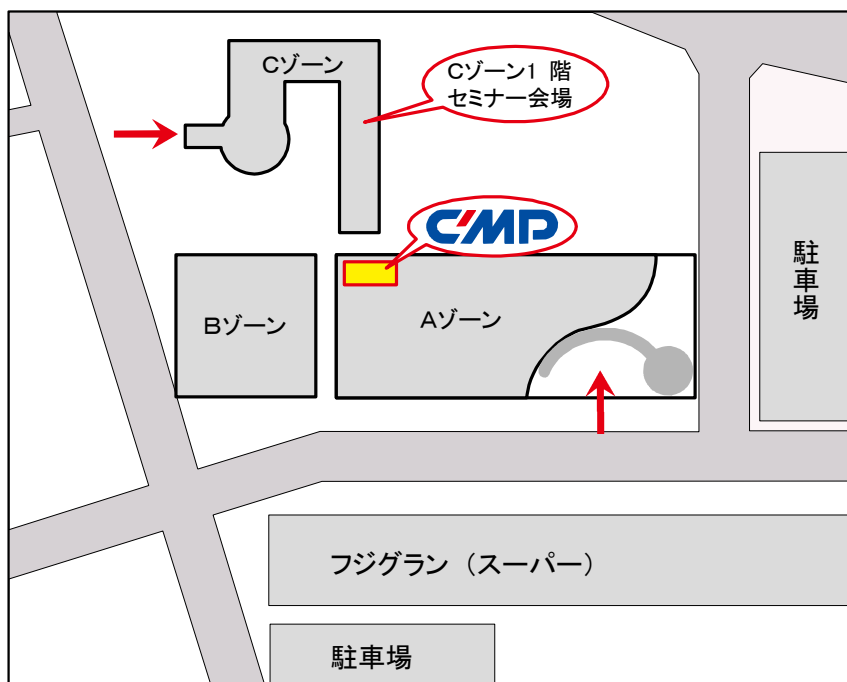 Cゾーン
Cゾーン1 階
セミナー会場
CMP
Bゾーン
Aゾーン
駐車場
フジグラン（スーパー）
駐車場